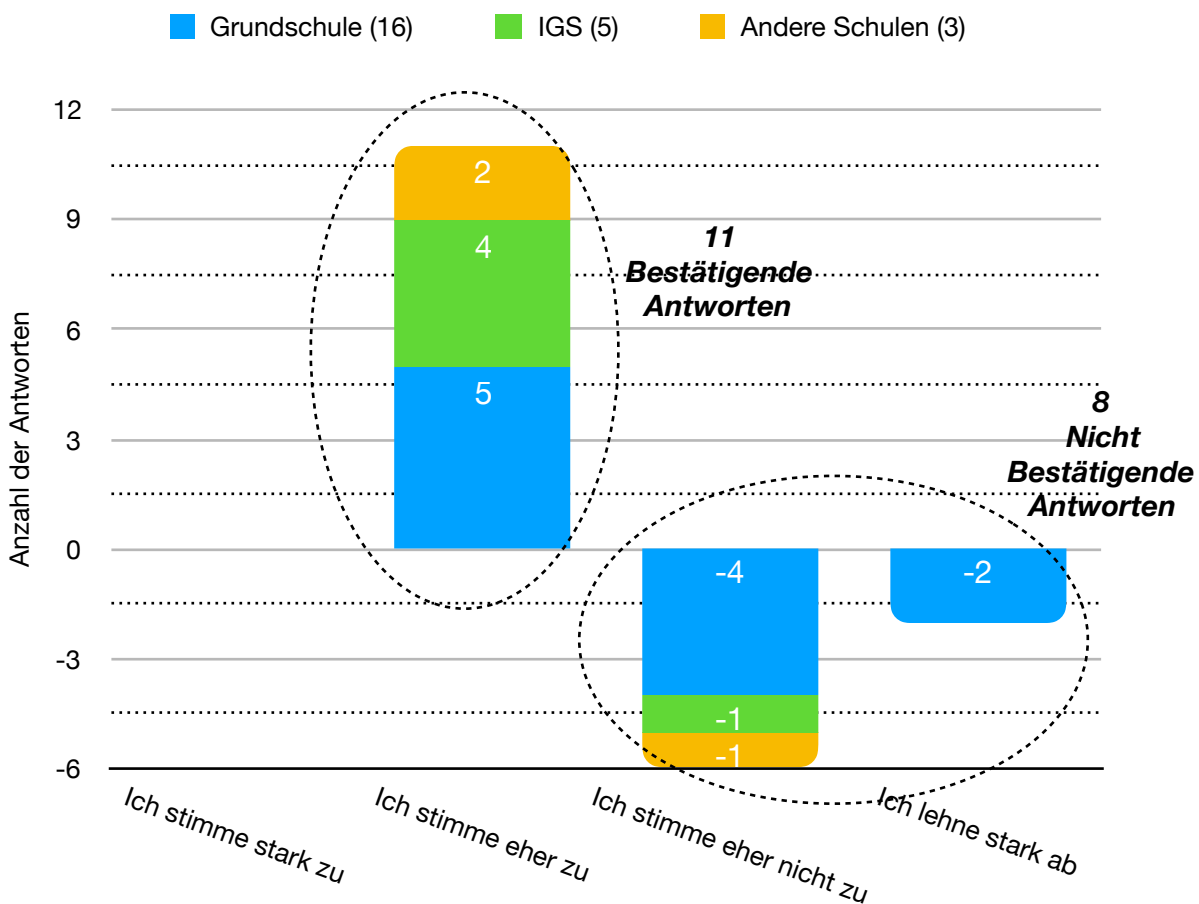 Grundschule (16) IGS (5) Andere Schulen (3)
12
9
6
3
0
-3
-6
Anzahl der Antworten
2
4
5
11
Bestätigende
Antworten
8
Nicht
Bestätigende
Antworten
-4
-1
-1
-2
Ich stimme stark zu
Ich stimme eher zu
Ich stimme eher nicht zu
Ich lehne stark ab